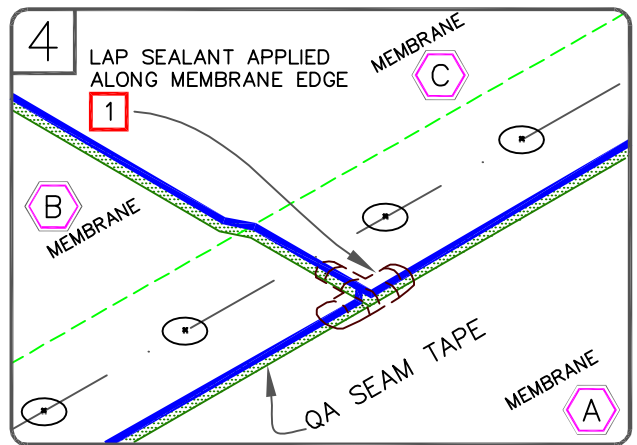 4
LAP SEALANT APPLIED
ALONG MEMBRANE EDGE
1
MEMBRANE
C
B
MEMBRANE
QA SEAM TAPE
MEMBRANE
A